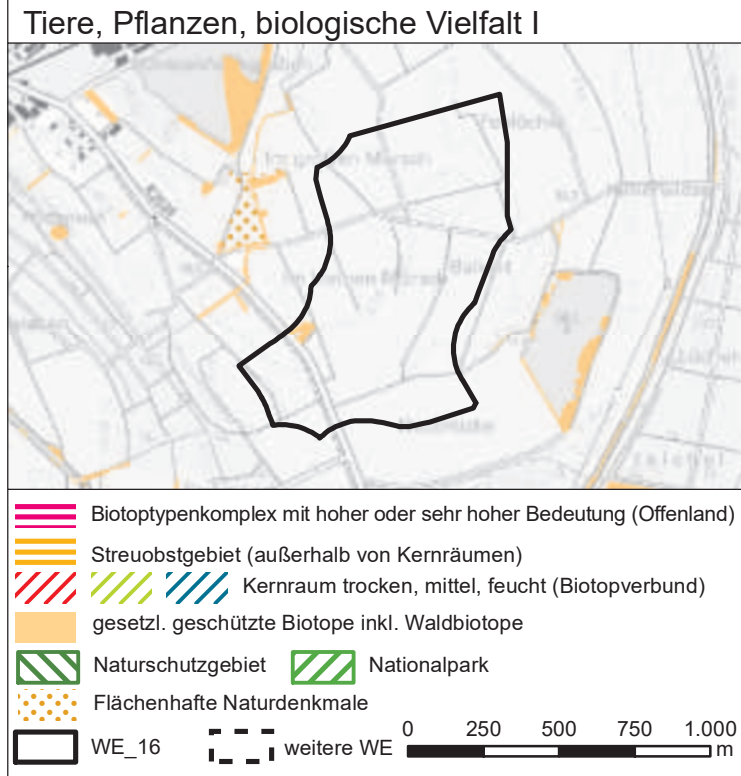 Tiere, Pflanzen, biologische Vielfalt I
Biotoptypenkomplex mit hoher oder sehr hoher Bedeutung (Offenland)
Streuobstgebiet (außerhalb von Kernräumen)
Kernraum trocken, mittel, feucht (Biotopverbund)
gesetzl. geschützte Biotope inkl. Waldbiotope
Naturschutzgebiet
Nationalpark
Flächenhafte Naturdenkmale
WE_16
weitere WE
0 250 500 750 1.000
m